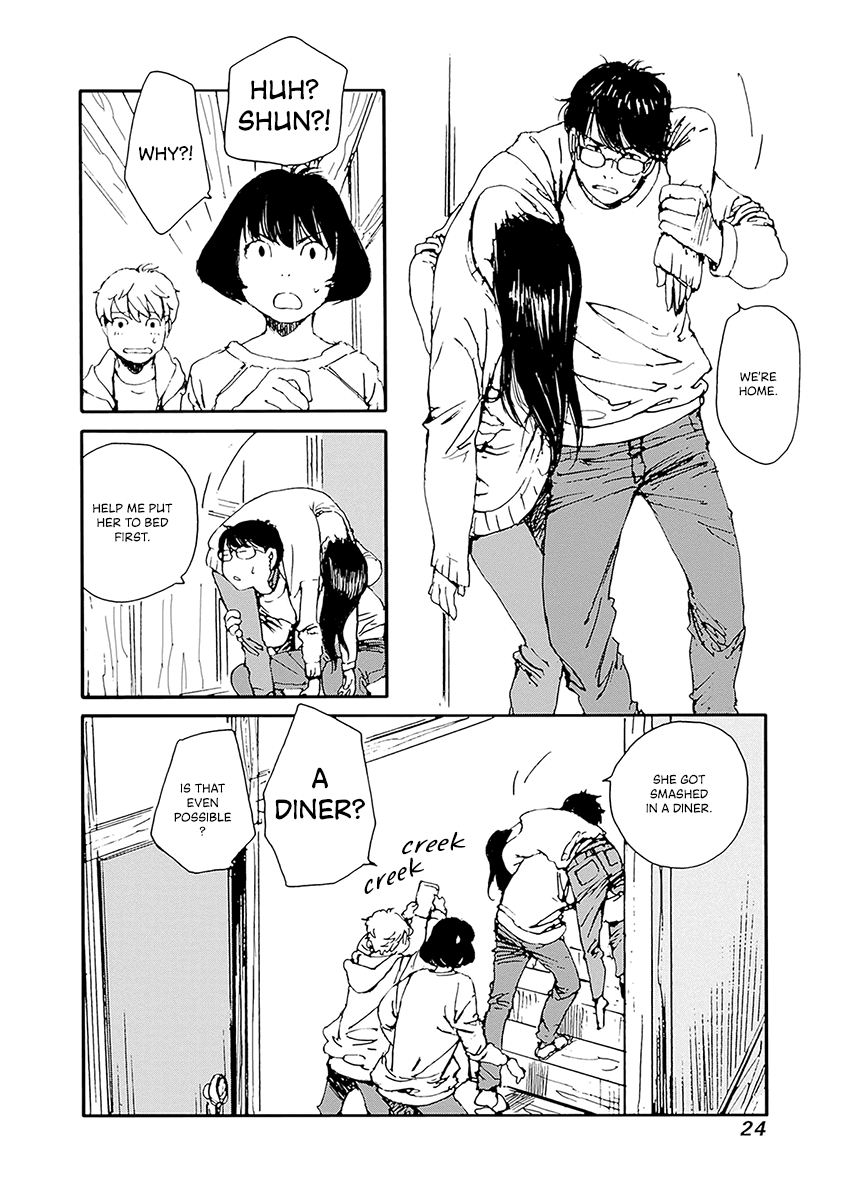 WE'RE
HOME.
HUH?
SHUN?!
WHY?!
HELP ME PUT
HER TO BED
FIRST.
SHE GOT
SMASHED
IN A DINER.
A
DINER?
IS THAT
EVEN
POSSIBLE
?
creek
creek
24